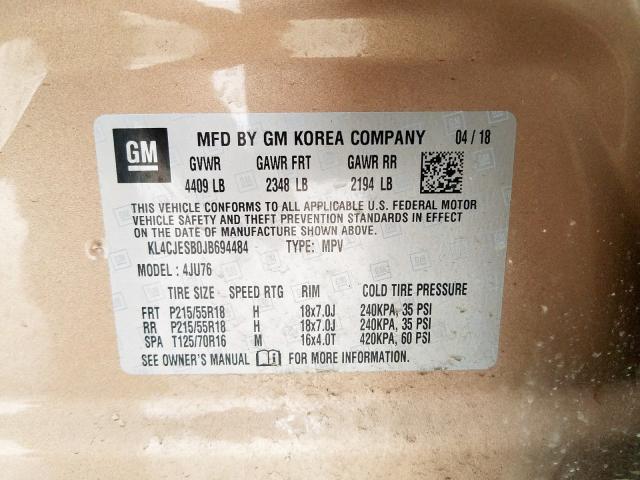 GM MFD BY GM KOREA COMPANY 04 / 18
GVWR GAWR FRT GAWR RR
4409 LB 2348 LB 2194 LB
THIS VEHICLE CONFORMS TO ALL APPLICABLE U.S. FEDERAL MOTOR
VEHICLE SAFETY AND THEFT PREVENTION STANDARDS IN EFFECT
ON THE DATE OF MANUFACTURE SHOWN ABOVE.
KL4CJESB0JB694484 TYPE: MPV
MODEL : 4JU76
TIRE SIZE SPEED RTG RIM COLD TIRE PRESSURE
FRT P215/55R18 H 18x7.0J 240KPA, 35 PSI
RR P215/55R18 H 18x7.0J 240KPA, 35 PSI
SPA T125/70R16 M 16x4.0T 420KPA, 60 PSI
SEE OWNER'S MANUAL FOR MORE INFORMATION.